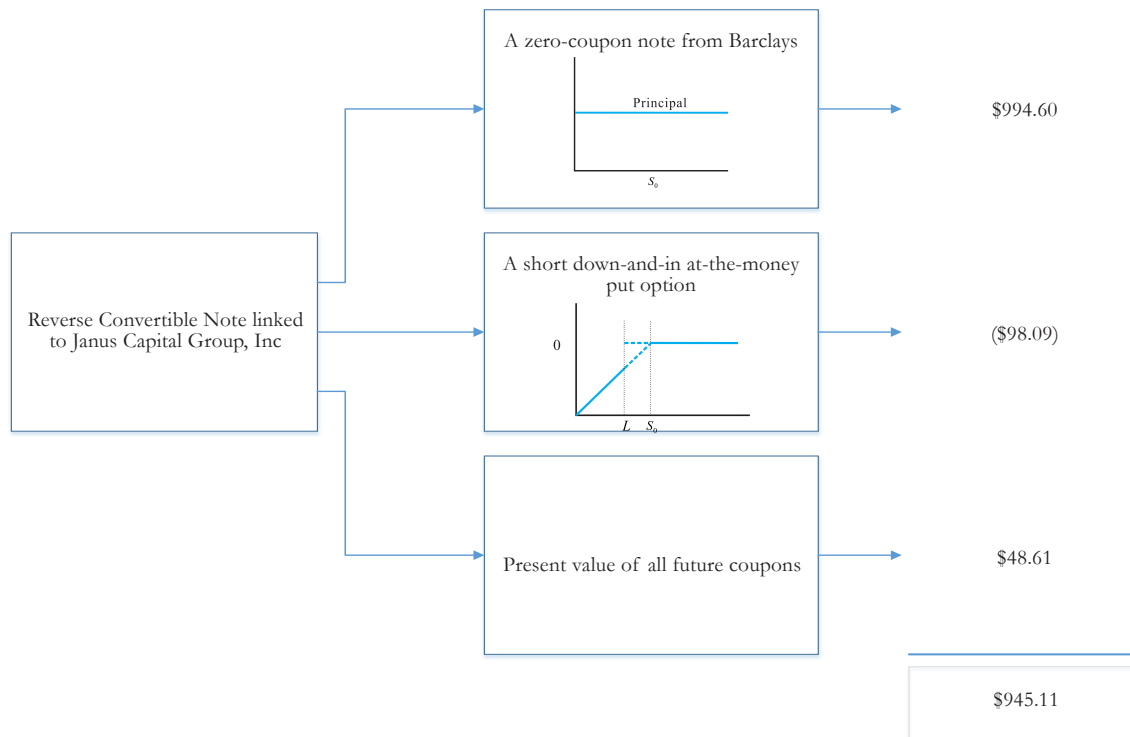 A zero-coupon note from Barclays
Principal
S₀
$994.60
Reverse Convertible Note linked
to Janus Capital Group, Inc
A short down-and-in at-the-money
put option
0
L S₀
($98.09)
Present value of all future coupons
$48.61
$945.11